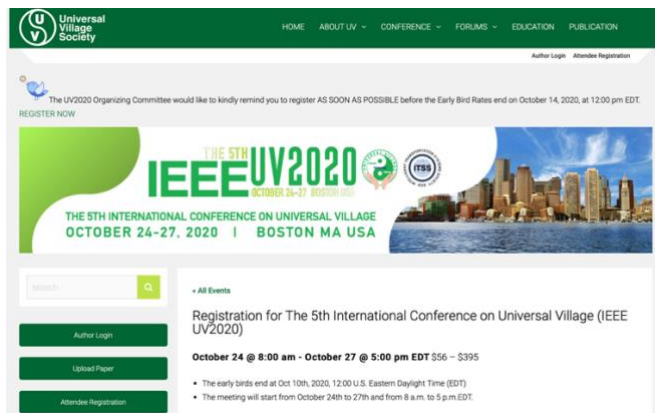 Universal
Village
Society
HOME ABOUT UV CONFERENCE FORUMS EDUCATION PUBLICATION
Author Login Attendee Registration
The UV2020 Organizing Committee would like to kindly remind you to register AS SOON AS POSSIBLE before the Early Bird Rates end on October 14, 2020, at 12:00 pm EDT.
REGISTER NOW
THE 5TH
IEEE UV2020
OCTOBER 24-27 BOSTON USA
ITSS
THE 5TH INTERNATIONAL CONFERENCE ON UNIVERSAL VILLAGE
OCTOBER 24-27, 2020 | BOSTON MA USA
Search
« All Events
Registration for The 5th International Conference on Universal Village (IEEE
UV2020)
Author Login
October 24 @ 8:00 am - October 27 @ 5:00 pm EDT $56 – $395
Upload Paper
• The early birds end at Oct 10th, 2020, 12:00 U.S. Eastern Daylight Time (EDT)
• The meeting will start from October 24th to 27th and from 8 a.m. to 5 p.m.EDT.
Attendee Registration